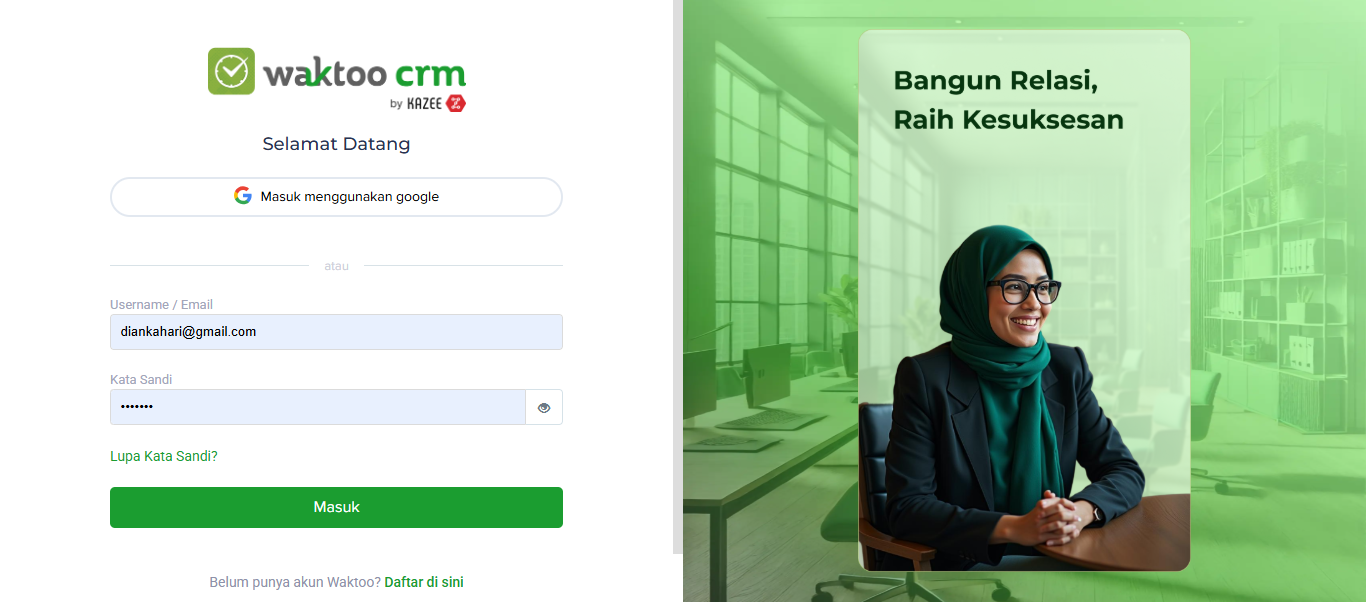 waktoo crm
by KAZEE
Selamat Datang
Masuk menggunakan google
atau
Username / Email
diankahari@gmail.com
Kata Sandi
•••••••
Lupa Kata Sandi?
Masuk
Belum punya akun Waktoo? Daftar di sini
Bangun Relasi,
Raih Kesuksesan